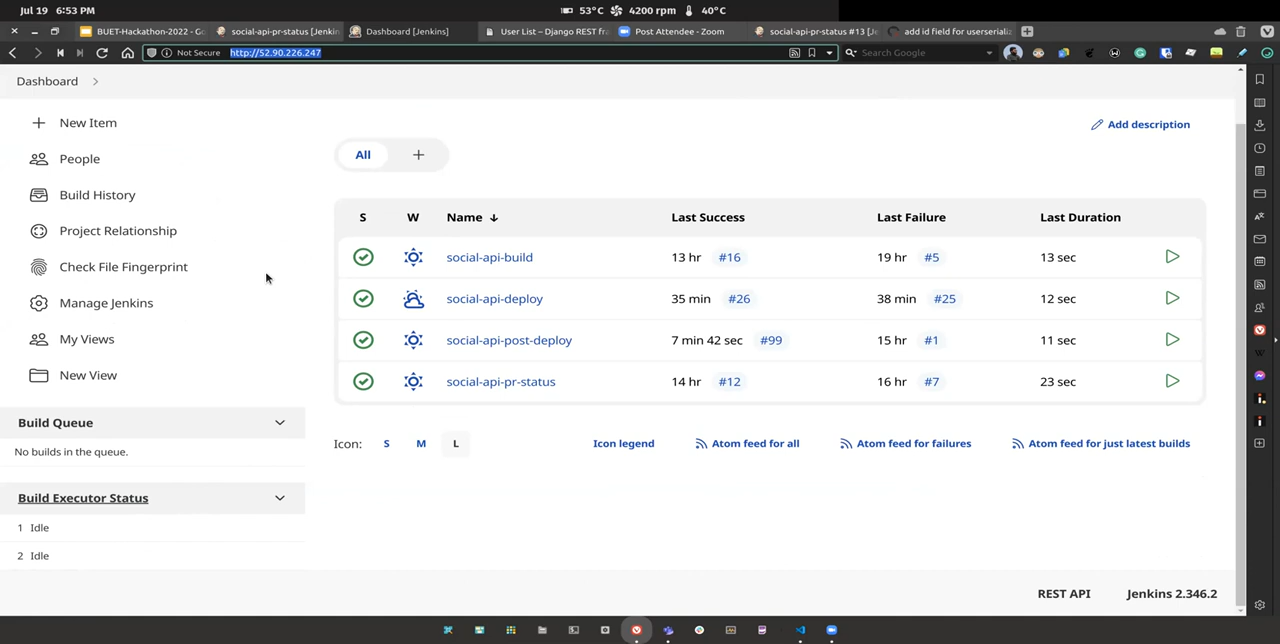 Jul 19 6:53 PM
53°C 4200 rpm 40°C
BUET-Hackathon-2022 - Go
social-api-pr-status [Jenkin
Dashboard [Jenkins]
User List – Django REST fra
Post Attendee - Zoom
social-api-pr-status #13 [Je
add id field for userserializ
Not Secure http://52.90.226.247
Search Google
Dashboard
New Item
People
Build History
Project Relationship
Check File Fingerprint
Manage Jenkins
My Views
New View
Build Queue
No builds in the queue.
Build Executor Status
1 Idle
2 Idle
Add description
All +
S W Name ↓ Last Success Last Failure Last Duration
social-api-build 13 hr #16 19 hr #5 13 sec
social-api-deploy 35 min #26 38 min #25 12 sec
social-api-post-deploy 7 min 42 sec #99 15 hr #1 11 sec
social-api-pr-status 14 hr #12 16 hr #7 23 sec
Icon: S M L Icon legend Atom feed for all Atom feed for failures Atom feed for just latest builds
REST API Jenkins 2.346.2